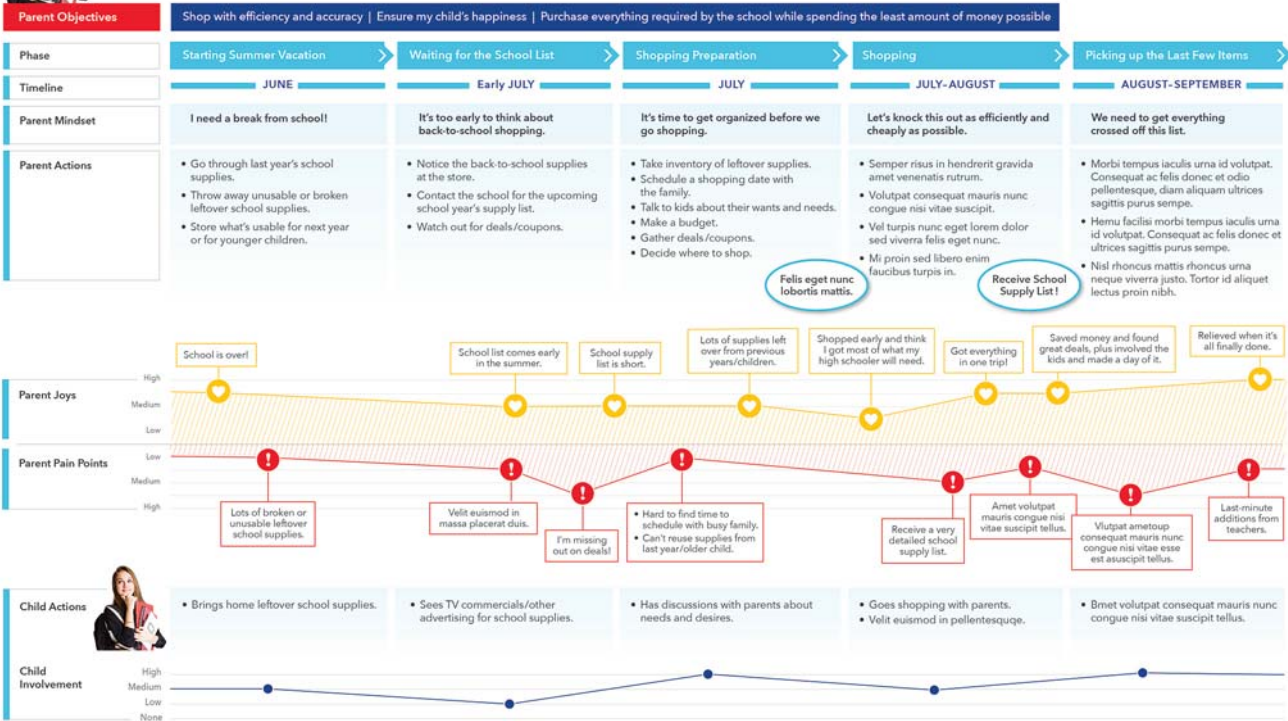 Parent Objectives
Shop with efficiency and accuracy | Ensure my child's happiness | Purchase everything required by the school while spending the least amount of money possible
Phase
Starting Summer Vacation
Waiting for the School List
Shopping Preparation
Shopping
Picking up the Last Few Items
Timeline
JUNE
Early JULY
JULY
JULY–AUGUST
AUGUST–SEPTEMBER
Parent Mindset
I need a break from school!
It's too early to think about
back-to-school shopping.
It's time to get organized before we
go shopping.
Let's knock this out as efficiently and
cheaply as possible.
We need to get everything
crossed off this list.
Parent Actions
• Go through last year's school
supplies.
• Throw away unusable or broken
leftover school supplies.
• Store what's usable for next year
or for younger children.
• Notice the back-to-school supplies
at the store.
• Contact the school for the upcoming
school year's supply list.
• Watch out for deals/coupons.
• Take inventory of leftover supplies.
• Schedule a shopping date with
the family.
• Talk to kids about their wants and needs.
• Make a budget.
• Gather deals/coupons.
• Decide where to shop.
• Semper risus in hendrerit gravida
amet venenatis rutrum.
• Volutpat consequat mauris nunc
congue nisi vitae suscipit.
• Vel turpis nunc eget lorem dolor
sed viverra felis eget nunc.
• Mi proin sed libero enim
faucibus turpis in.
• Morbi tempus iaculis urna id volutpat.
Consequat ac felis donec et odio
pellentesque, diam aliquam ultrices
sagittis purus sempe.
• Hemu facilisi morbi tempus iaculis urna
id volutpat. Consequat ac felis donec et
ultrices sagittis purus sempe.
• Nisl rhoncus mattis rhoncus urna
neque viverra justo. Tortor id aliquet
lectus proin nibh.
Felis eget nunc
lobortis mattis.
Receive School
Supply List!
School is over!
School list comes early
in the summer.
School supply
list is short.
Lots of supplies left
over from previous
years/children.
Shopped early and think
I got most of what my
high schooler will need.
Got everything
in one trip!
Saved money and found
great deals, plus involved the
kids and made a day of it.
Relieved when it's
all finally done.
Parent Joys
High
Medium
Low
Parent Pain Points
Low
Medium
High
Lots of broken or
unusable leftover
school supplies.
Velit euismod in
massa placerat duis.
I'm missing
out on deals!
• Hard to find time to
schedule with busy family.
• Can't reuse supplies from
last year/older child.
Receive a very
detailed school
supply list.
Amet volutpat
mauris congue nisi
vitae suscipit tellus.
Vlutpat ametoup
consequat mauris nunc
congue nisi vitae esse
est asuscipit tellus.
Last-minute
additions from
teachers.
Child Actions
• Brings home leftover school supplies.
• Sees TV commercials/other
advertising for school supplies.
• Has discussions with parents about
needs and desires.
• Goes shopping with parents.
• Velit euismod in pellentesquqe.
• Bmet volutpat consequat mauris nunc
congue nisi vitae suscipit tellus.
Child
Involvement
High
Medium
Low
None